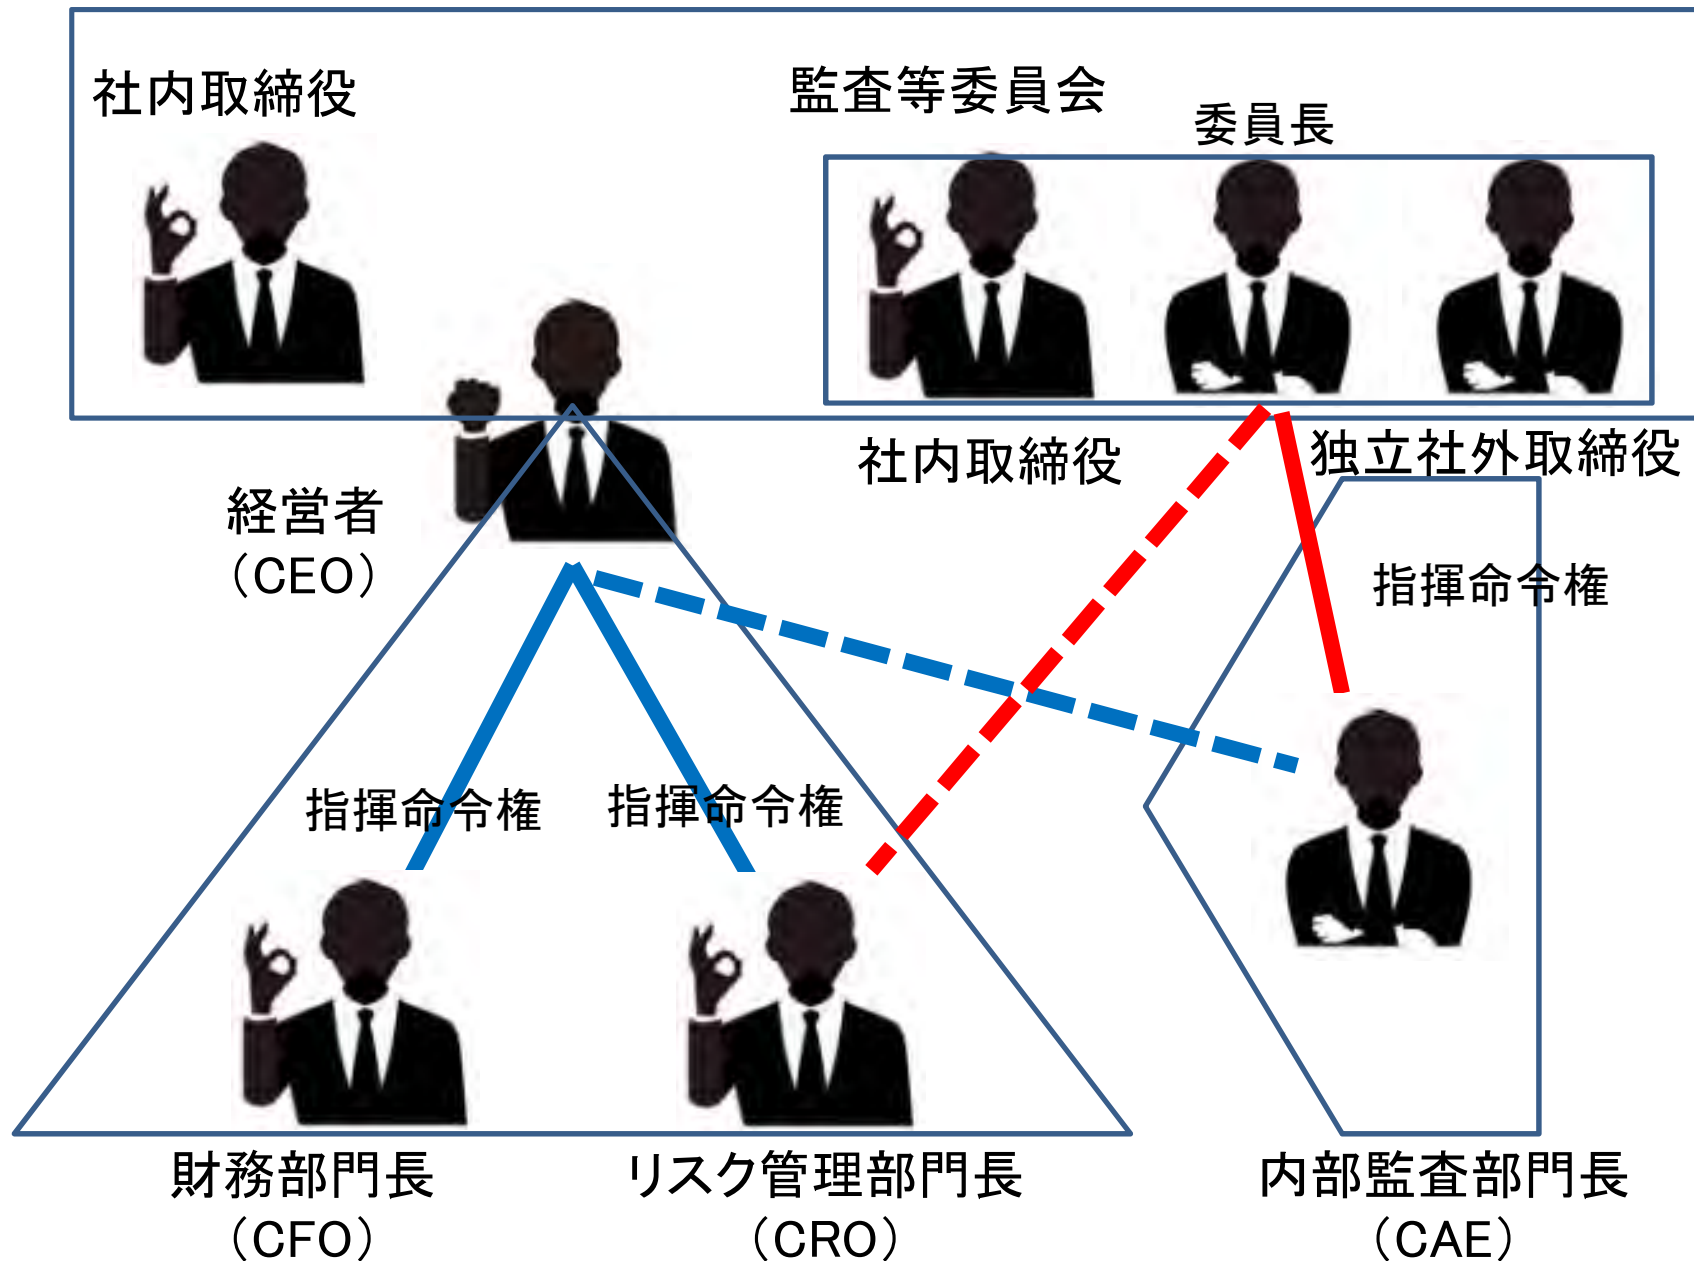 社内取締役
監査等委員会
委員長
社内取締役
独立社外取締役
経営者
（CEO）
指揮命令権
指揮命令権
指揮命令権
財務部門長
（CFO）
リスク管理部門長
（CRO）
内部監査部門長
（CAE）